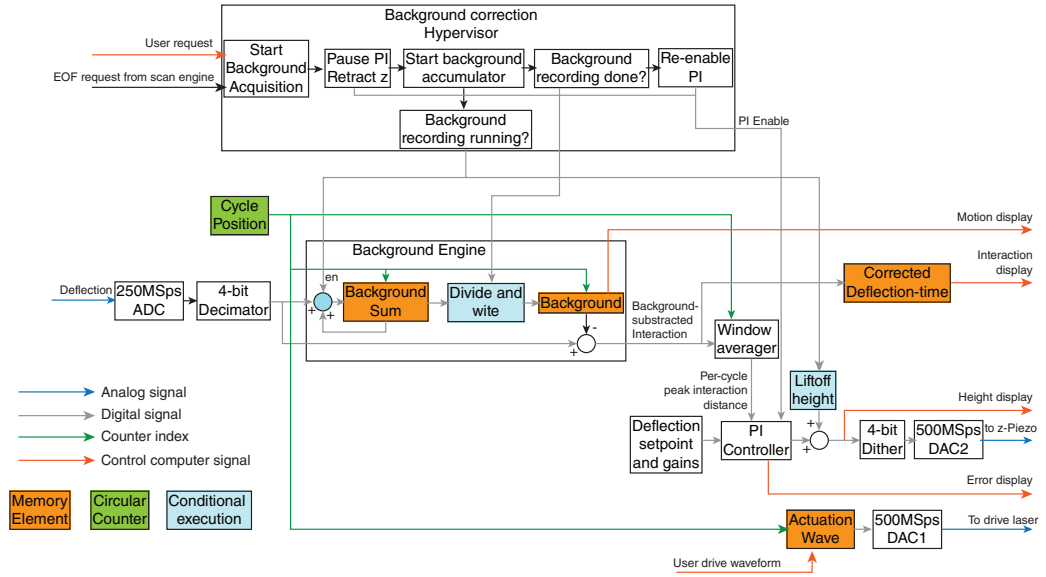 Background correction
Hypervisor
User request
EOF request from scan engine
Start
Background
Acquisition
Pause PI
Retract z
Start background
accumulator
Background
recording done?
Re-enable
PI
Background
recording running?
PI Enable
Cycle
Position
Motion display
Background Engine
Interaction
display
Corrected
Deflection-time
Deflection
250MSps
ADC
4-bit
Decimator
en
+
+
Background
Sum
Divide and
wite
Background
-
+
Background-
substracted
Interaction
Window
averager
Per-cycle
peak interaction
distance
Liftoff
height
Height display
Analog signal
Digital signal
Counter index
Control computer signal
Deflection
setpoint
and gains
PI
Controller
+
+
4-bit
Dither
500MSps
DAC2
to z-Piezo
Error display
Memory
Element
Circular
Counter
Conditional
execution
Actuation
Wave
500MSps
DAC1
To drive laser
User drive waveform